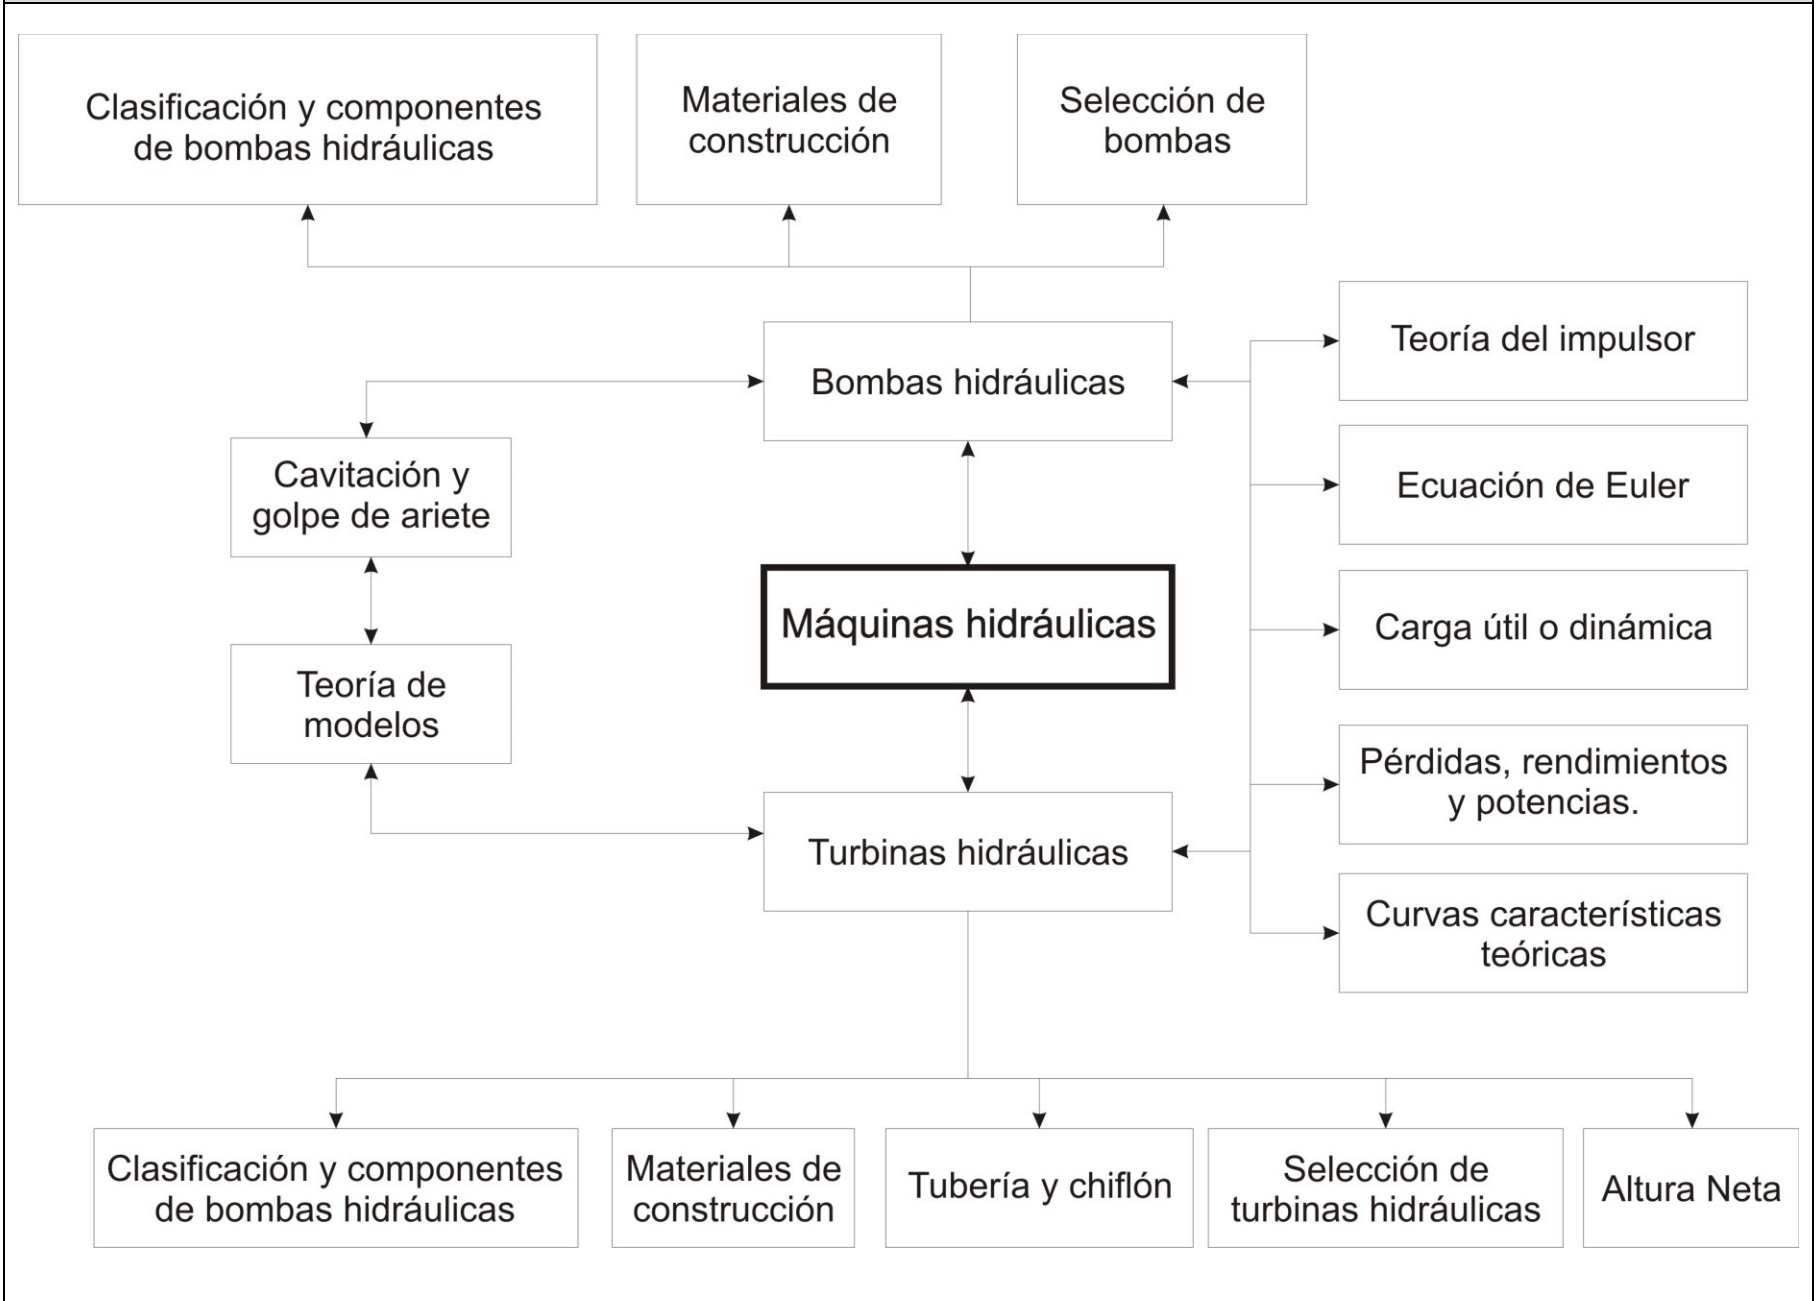 Clasificación y componentes
de bombas hidráulicas
Materiales de
construcción
Selección de
bombas
Teoría del impulsor
Bombas hidráulicas
Cavitación y
golpe de ariete
Ecuación de Euler
Máquinas hidráulicas
Carga útil o dinámica
Teoría de
modelos
Pérdidas, rendimientos
y potencias.
Turbinas hidráulicas
Curvas características
teóricas
Clasificación y componentes
de bombas hidráulicas
Materiales de
construcción
Tubería y chiflón
Selección de
turbinas hidráulicas
Altura Neta